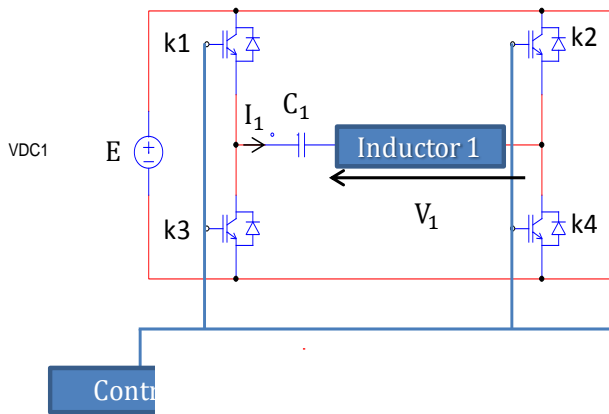 k1
k2
I1
C1
VDC1
E
Inductor 1
V1
k3
k4
Contr